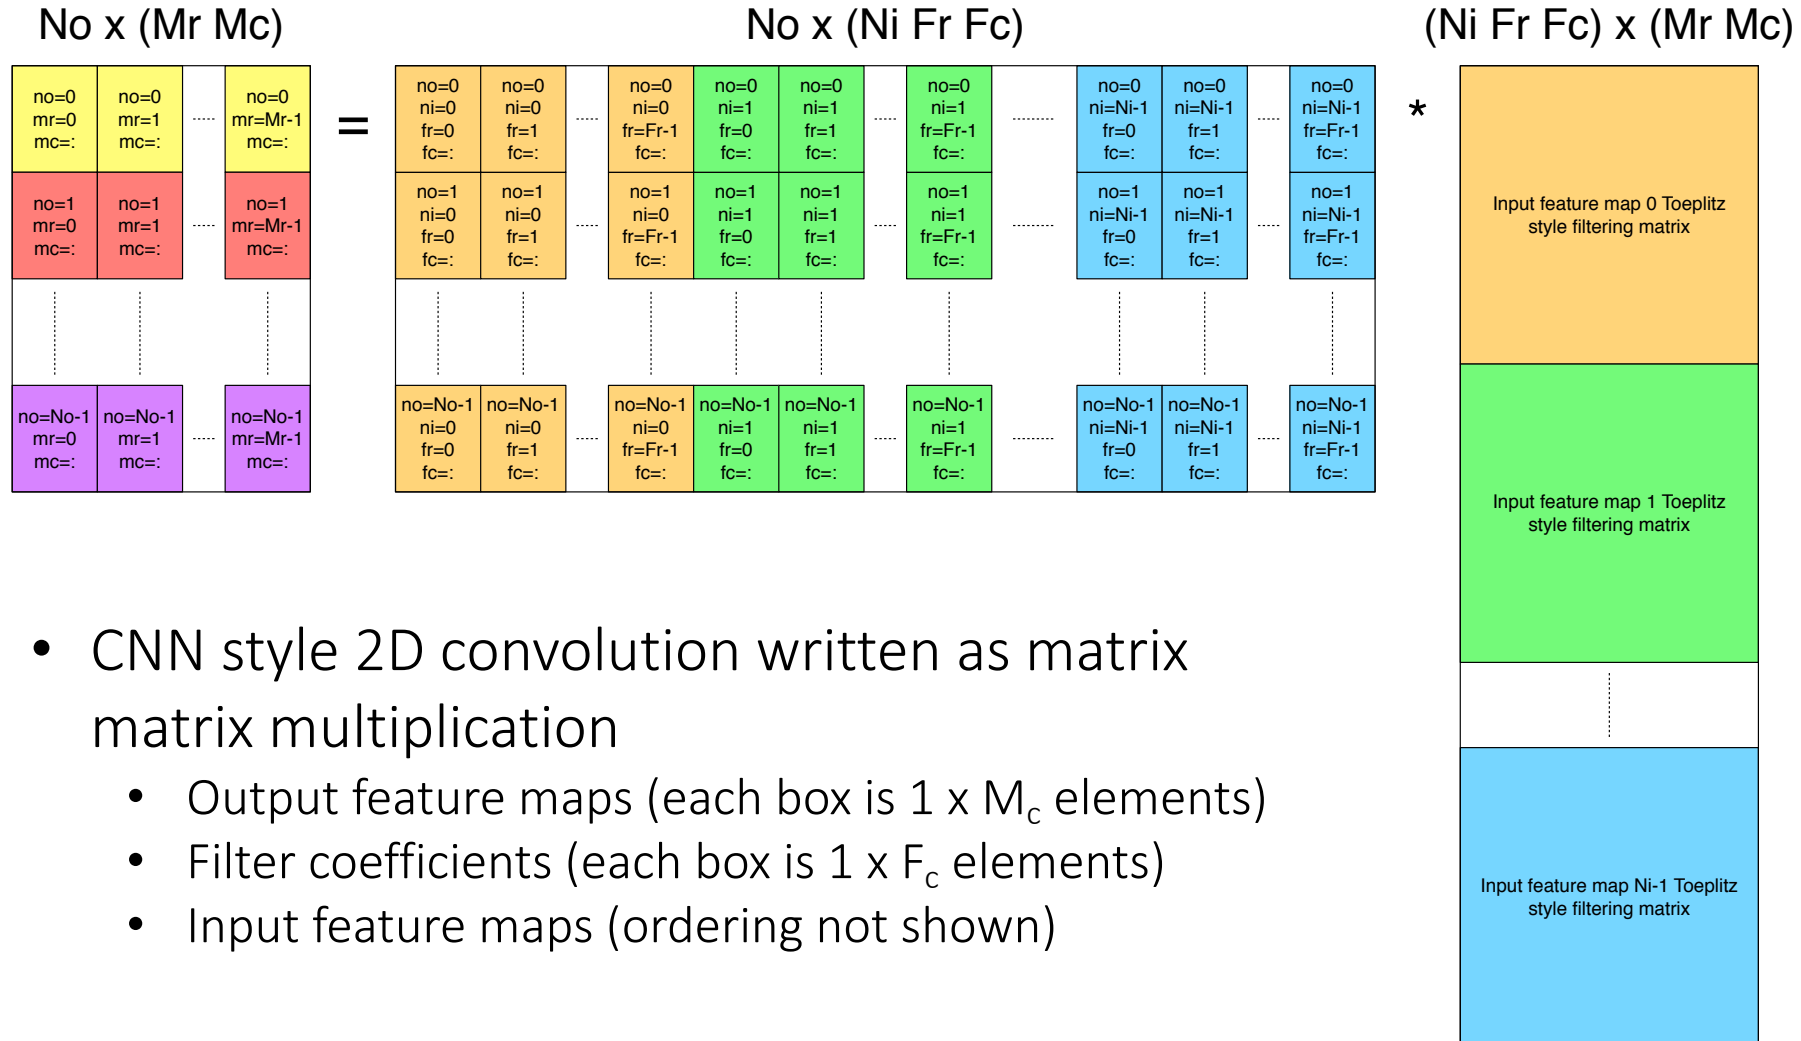 No x (Mr Mc)
No x (Ni Fr Fc)
(Ni Fr Fc) x (Mr Mc)
no=0
mr=0
mc=:
no=0
mr=1
mc=:
no=0
mr=Mr-1
mc=:
no=1
mr=0
mc=:
no=1
mr=1
mc=:
no=1
mr=Mr-1
mc=:
no=No-1
mr=0
mc=:
no=No-1
mr=1
mc=:
no=No-1
mr=Mr-1
mc=:
=
no=0
ni=0
fr=0
fc=:
no=0
ni=0
fr=1
fc=:
no=0
ni=0
fr=Fr-1
fc=:
no=0
ni=1
fr=0
fc=:
no=0
ni=1
fr=1
fc=:
no=0
ni=1
fr=Fr-1
fc=:
no=0
ni=Ni-1
fr=0
fc=:
no=0
ni=Ni-1
fr=1
fc=:
no=0
ni=Ni-1
fr=Fr-1
fc=:
no=1
ni=0
fr=0
fc=:
no=1
ni=0
fr=1
fc=:
no=1
ni=0
fr=Fr-1
fc=:
no=1
ni=1
fr=0
fc=:
no=1
ni=1
fr=1
fc=:
no=1
ni=1
fr=Fr-1
fc=:
no=1
ni=Ni-1
fr=0
fc=:
no=1
ni=Ni-1
fr=1
fc=:
no=1
ni=Ni-1
fr=Fr-1
fc=:
no=No-1
ni=0
fr=0
fc=:
no=No-1
ni=0
fr=1
fc=:
no=No-1
ni=0
fr=Fr-1
fc=:
no=No-1
ni=1
fr=0
fc=:
no=No-1
ni=1
fr=1
fc=:
no=No-1
ni=1
fr=Fr-1
fc=:
no=No-1
ni=Ni-1
fr=0
fc=:
no=No-1
ni=Ni-1
fr=1
fc=:
no=No-1
ni=Ni-1
fr=Fr-1
fc=:
*
Input feature map 0 Toeplitz
style filtering matrix
Input feature map 1 Toeplitz
style filtering matrix
Input feature map Ni-1 Toeplitz
style filtering matrix
• CNN style 2D convolution written as matrix
matrix multiplication
• Output feature maps (each box is 1 x Mc elements)
• Filter coefficients (each box is 1 x Fc elements)
• Input feature maps (ordering not shown)